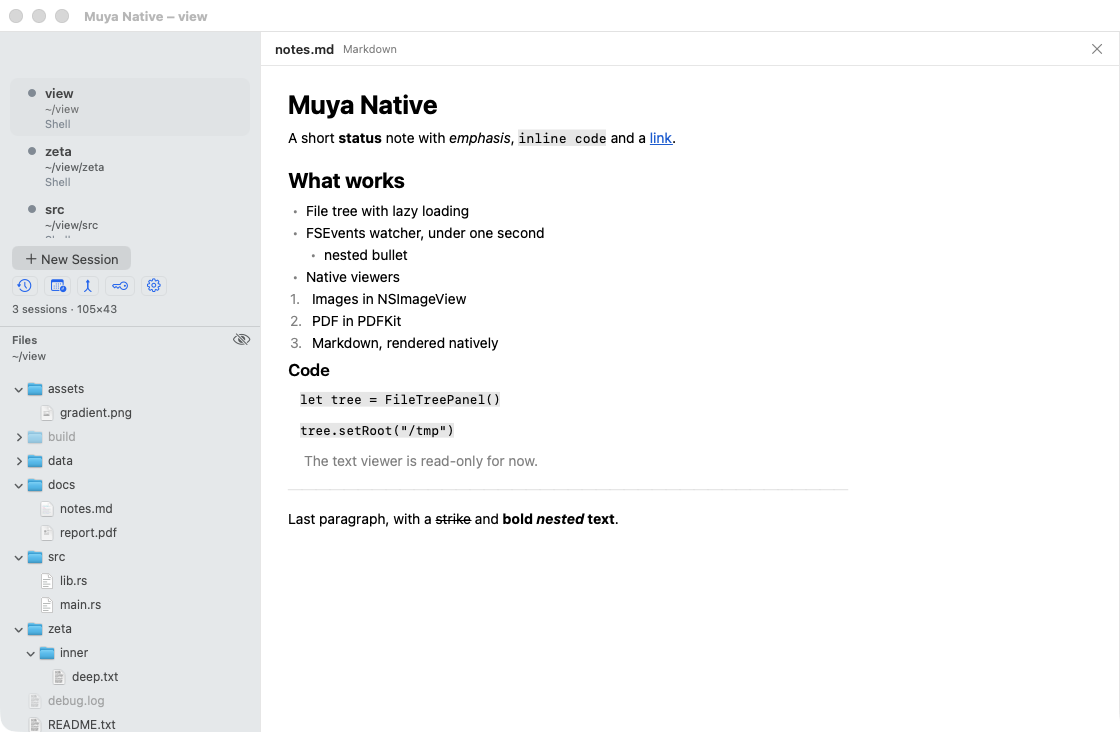 Muya Native – view
view
~/view
Shell
zeta
~/view/zeta
Shell
src
~/view/src
+ New Session
3 sessions · 105×43
Files
~/view
assets
gradient.png
build
data
docs
notes.md
report.pdf
src
lib.rs
main.rs
zeta
inner
deep.txt
debug.log
README.txt
notes.md Markdown
Muya Native
A short status note with emphasis, inline code and a link.
What works
• File tree with lazy loading
• FSEvents watcher, under one second
• nested bullet
• Native viewers
1. Images in NSImageView
2. PDF in PDFKit
3. Markdown, rendered natively
Code
let tree = FileTreePanel()
tree.setRoot("/tmp")
The text viewer is read-only for now.
Last paragraph, with a strike and bold nested text.